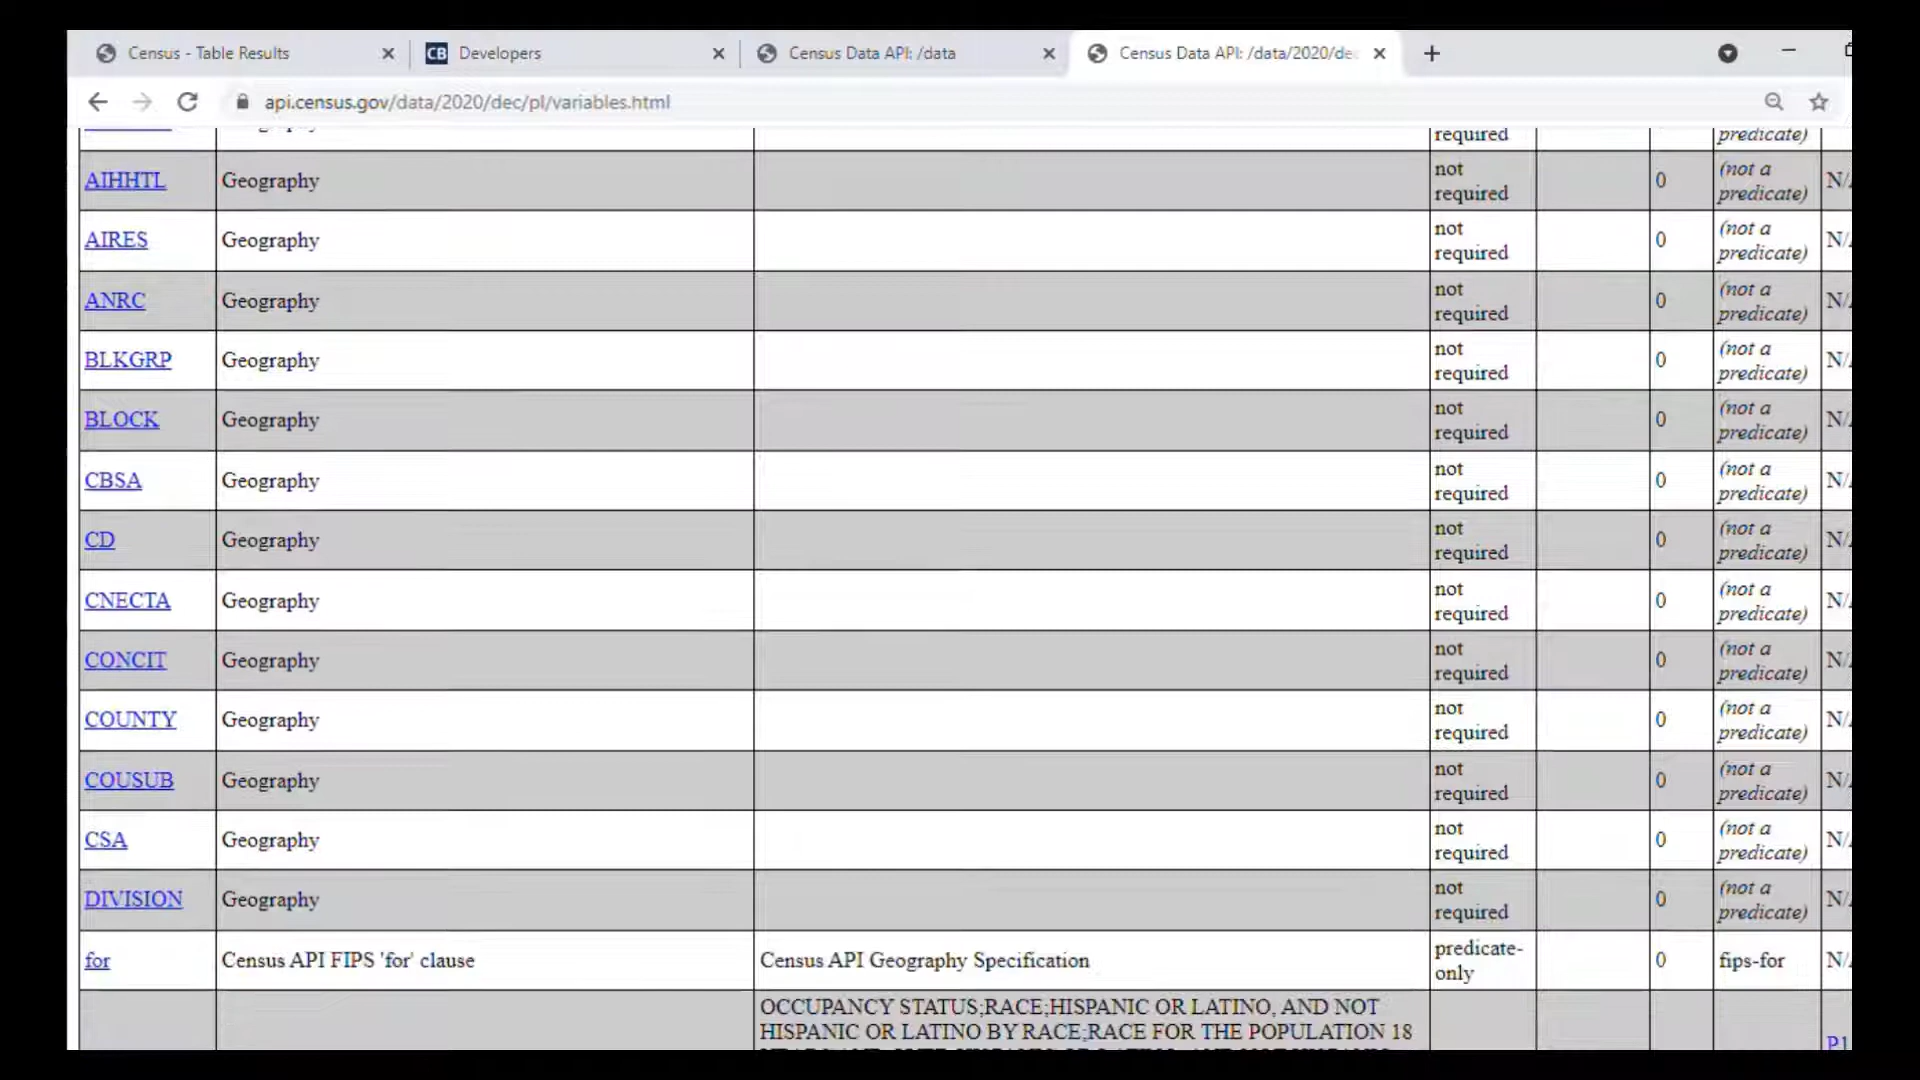 Census - Table Results
CB Developers
Census Data API: /data
Census Data API: /data/2020/de
api.census.gov/data/2020/dec/pl/variables.html
required predicate)
AIHHTL Geography not required 0 (not a predicate) N/
AIRES Geography not required 0 (not a predicate) N/
ANRC Geography not required 0 (not a predicate) N/
BLKGRP Geography not required 0 (not a predicate) N/
BLOCK Geography not required 0 (not a predicate) N/
CBSA Geography not required 0 (not a predicate) N/
CD Geography not required 0 (not a predicate) N/
CNECTA Geography not required 0 (not a predicate) N/
CONCIT Geography not required 0 (not a predicate) N/
COUNTY Geography not required 0 (not a predicate) N/
COUSUB Geography not required 0 (not a predicate) N/
CSA Geography not required 0 (not a predicate) N/
DIVISION Geography not required 0 (not a predicate) N/
for Census API FIPS 'for' clause Census API Geography Specification predicate-only 0 fips-for N/
OCCUPANCY STATUS;RACE;HISPANIC OR LATINO, AND NOT
HISPANIC OR LATINO BY RACE;RACE FOR THE POPULATION 18
P1